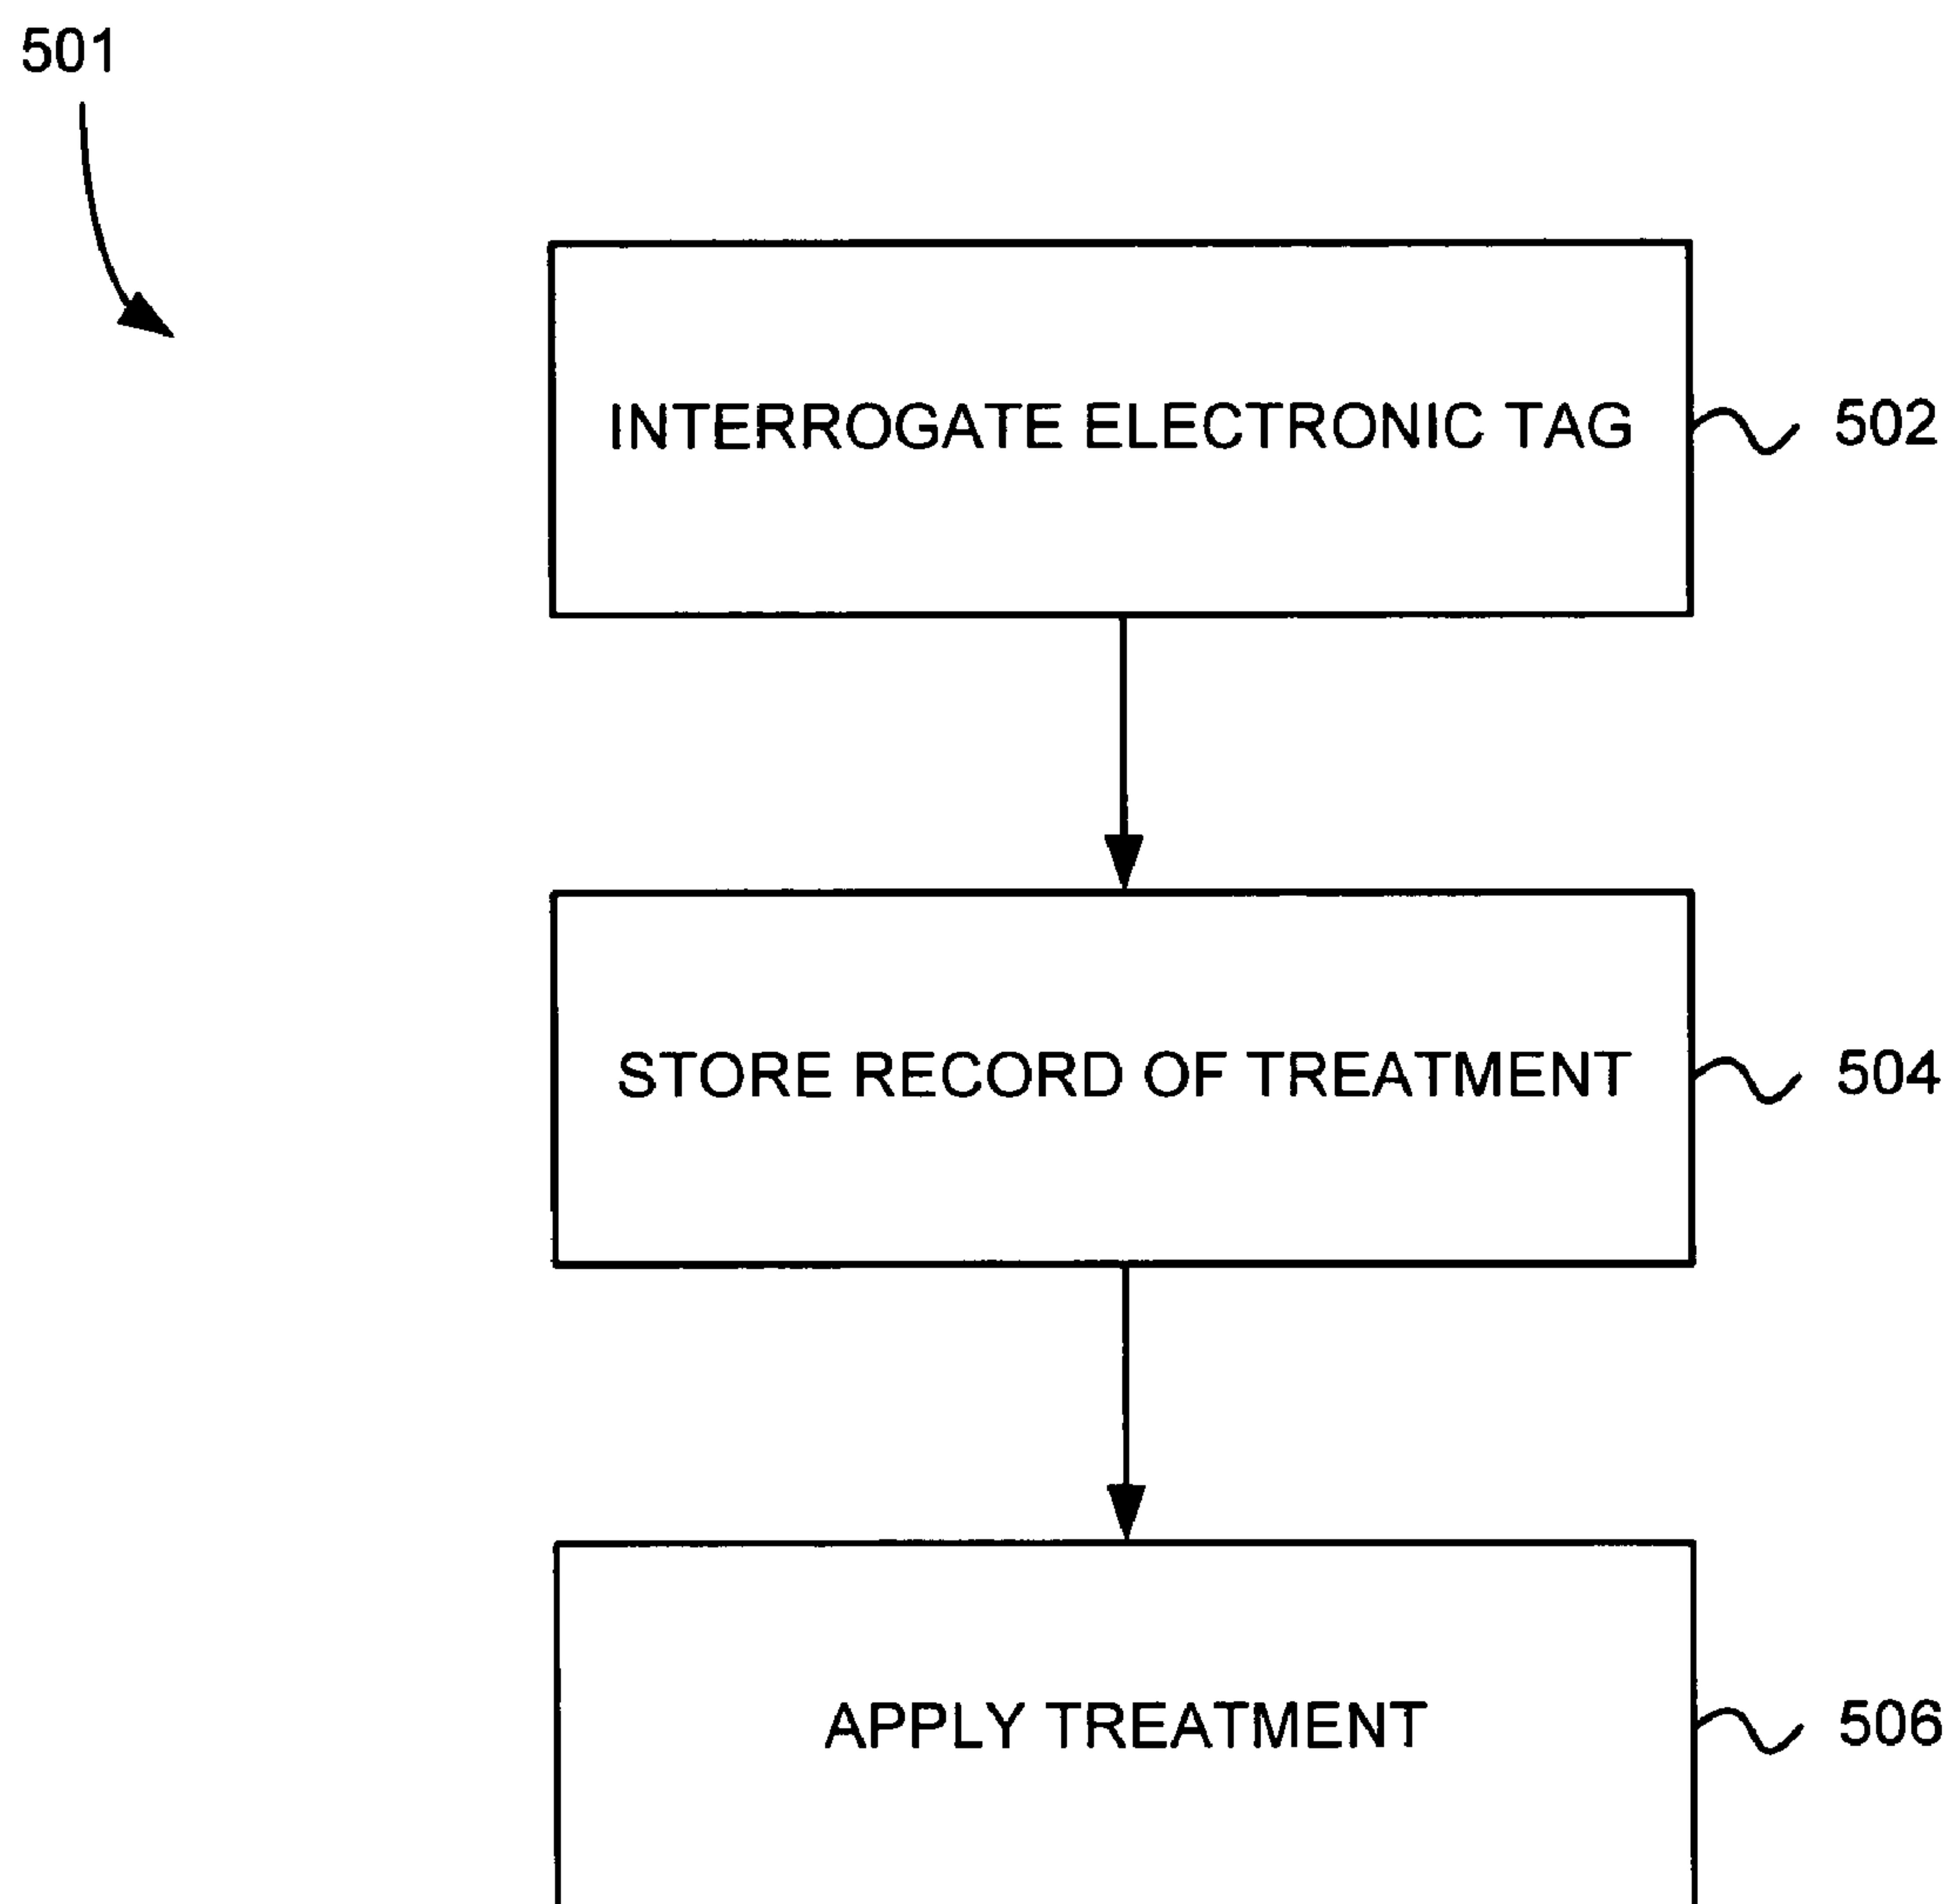 501
INTERROGATE ELECTRONIC TAG
502
STORE RECORD OF TREATMENT
504
APPLY TREATMENT
506